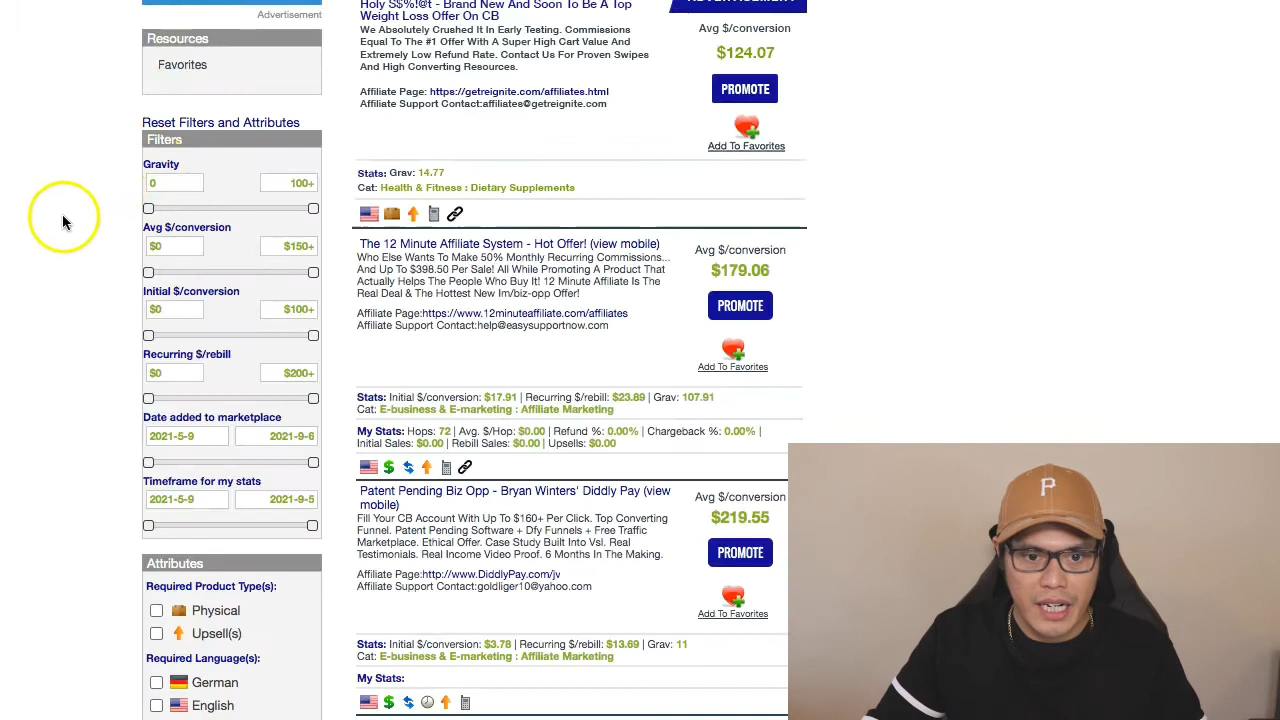 Advertisement
Resources
Favorites
Reset Filters and Attributes
Filters
Gravity
0 100+
Avg $/conversion
$0 $150+
Initial $/conversion
$0 $100+
Recurring $/rebill
$0 $200+
Date added to marketplace
2021-5-9 2021-9-6
Timeframe for my stats
2021-5-9 2021-9-5
Attributes
Required Product Type(s):
Physical
Upsell(s)
Required Language(s):
German
English
Holy S$%!@t - Brand New And Soon To Be A Top
Weight Loss Offer On CB
We Absolutely Crushed It In Early Testing. Commissions
Equal To The #1 Offer With A Super High Cart Value And
Extremely Low Refund Rate. Contact Us For Proven Swipes
And High Converting Resources.
Affiliate Page: https://getreignite.com/affiliates.html
Affiliate Support Contact:affiliates@getreignite.com
ADVERTISEMENT
Avg $/conversion
$124.07
PROMOTE
Add To Favorites
Stats: Grav: 14.77
Cat: Health & Fitness : Dietary Supplements
The 12 Minute Affiliate System - Hot Offer! (view mobile)
Who Else Wants To Make 50% Monthly Recurring Commissions...
And Up To $398.50 Per Sale! All While Promoting A Product That
Actually Helps The People Who Buy It! 12 Minute Affiliate Is The
Real Deal & The Hottest New Im/biz-opp Offer!
Affiliate Page:https://www.12minuteaffiliate.com/affiliates
Affiliate Support Contact:help@easysupportnow.com
Avg $/conversion
$179.06
PROMOTE
Add To Favorites
Stats: Initial $/conversion: $17.91 | Recurring $/rebill: $23.89 | Grav: 107.91
Cat: E-business & E-marketing : Affiliate Marketing
My Stats: Hops: 72 | Avg. $/Hop: $0.00 | Refund %: 0.00% | Chargeback %: 0.00% |
Initial Sales: $0.00 | Rebill Sales: $0.00 | Upsells: $0.00
Patent Pending Biz Opp - Bryan Winters' Diddly Pay (view
mobile)
Fill Your CB Account With Up To $160+ Per Click. Top Converting
Funnel. Patent Pending Software + Dfy Funnels + Free Traffic
Marketplace. Ethical Offer. Case Study Built Into Vsl. Real
Testimonials. Real Income Video Proof. 6 Months In The Making.
Affiliate Page:http://www.DiddlyPay.com/jv
Affiliate Support Contact:goldliger10@yahoo.com
Avg $/conversion
$219.55
PROMOTE
Add To Favorites
Stats: Initial $/conversion: $3.78 | Recurring $/rebill: $13.69 | Grav: 11
Cat: E-business & E-marketing : Affiliate Marketing
My Stats:
P